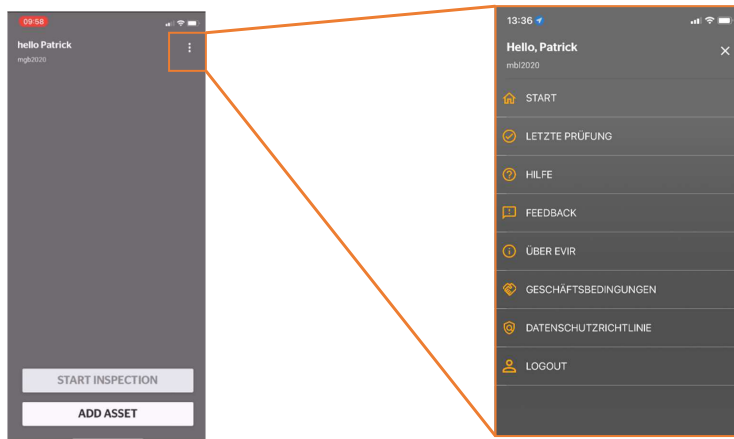 09:58
hello Patrick
mgb2020
START INSPECTION
ADD ASSET
13:36
Hello, Patrick
mbl2020
START
LETZTE PRÜFUNG
HILFE
FEEDBACK
ÜBER EVIR
GESCHÄFTSBEDINGUNGEN
DATENSCHUTZRICHTLINIE
LOGOUT